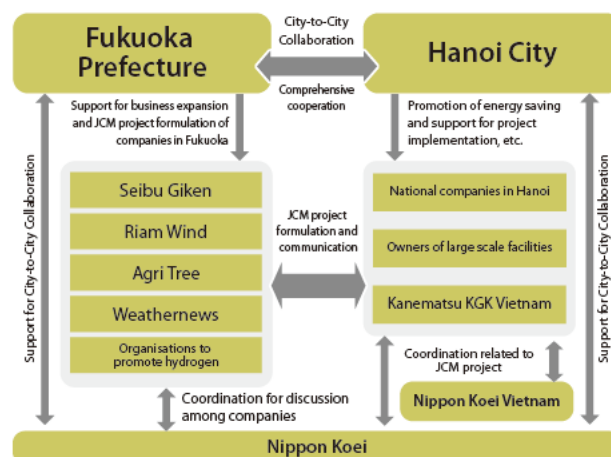 Fukuoka
Prefecture
City-to-City
Collaboration
Comprehensive
cooperation
Hanoi City
Support for business expansion
and JCM project formulation of
companies in Fukuoka
Promotion of energy saving
and support for project
implementation, etc.
Support for City-to-City Collaboration
Seibu Giken
Riam Wind
Agri Tree
Weathernews
Organisations to
promote hydrogen
JCM project
formulation and
communication
National companies in Hanoi
Owners of large scale facilities
Kanematsu KGK Vietnam
Support for City-to-City Collaboration
Coordination for discussion
among companies
Coordination related to
JCM project
Nippon Koei Vietnam
Nippon Koei